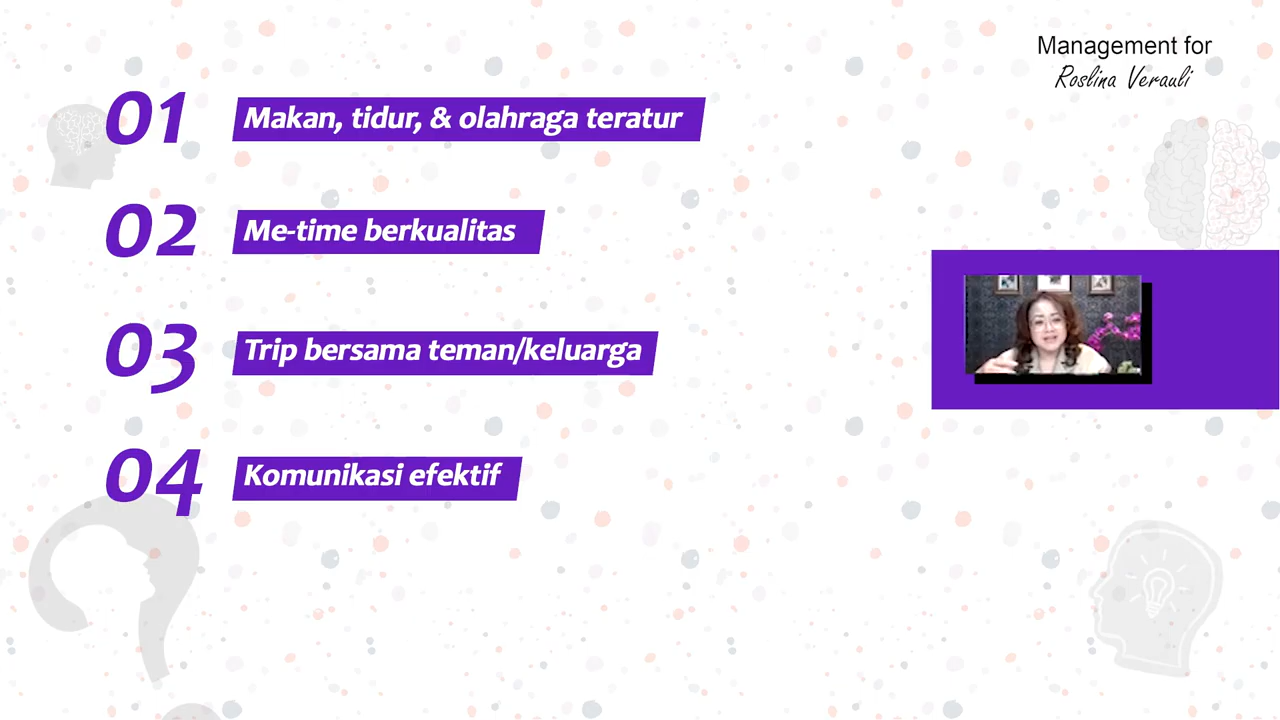 Management for
Roslina Verauli
01
Makan, tidur, & olahraga teratur
02
Me-time berkualitas
03
Trip bersama teman/keluarga
04
Komunikasi efektif